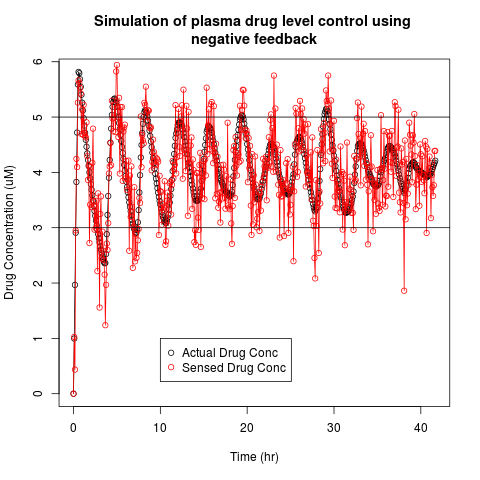 Simulation of plasma drug level control using
negative feedback
6
5
4
3
2
1
0
Drug Concentration (uM)
Actual Drug Conc
Sensed Drug Conc
0 10 20 30 40
Time (hr)